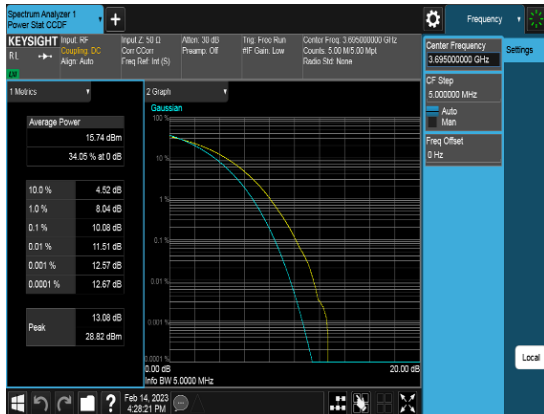 Spectrum Analyzer 1
Power Stat CCDF
+
Frequency
KEYSIGHT
RL
Input: RF
Coupling: DC
Align: Auto
Input Z: 50 Ω
Corr CCorr
Freq Ref: Int (S)
Atten: 30 dB
Preamp: Off
Trig: Free Run
#IF Gain: Low
Center Freq: 3.695000000 GHz
Counts: 5.00 M/5.00 Mpt
Radio Std: None
1 Metrics
Average Power
15.74 dBm
34.05 % at 0 dB
10.0 % 4.52 dB
1.0 % 8.04 dB
0.1 % 10.08 dB
0.01 % 11.51 dB
0.001 % 12.57 dB
0.0001 % 12.67 dB
Peak 13.08 dB
28.82 dBm
2 Graph
Gaussian
100 %
10 %
1 %
0.1 %
0.01 %
0.001 %
0.0001 %
0.00 dB 20.00 dB
Info BW 5.0000 MHz
Center Frequency
3.695000000 GHz
Settings
CF Step
5.000000 MHz
Auto
Man
Freq Offset
0 Hz
Local
?
Feb 14, 2023
4:28:21 PM